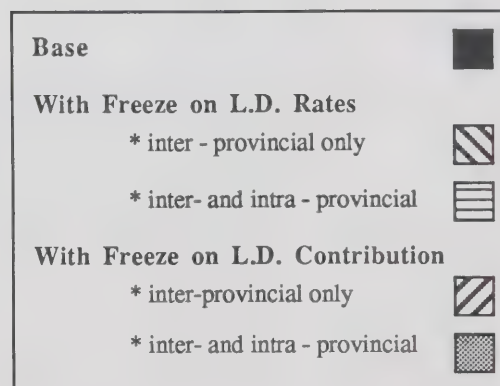 Base
With Freeze on L.D. Rates
* inter - provincial only
* inter- and intra - provincial
With Freeze on L.D. Contribution
* inter-provincial only
* inter- and intra - provincial